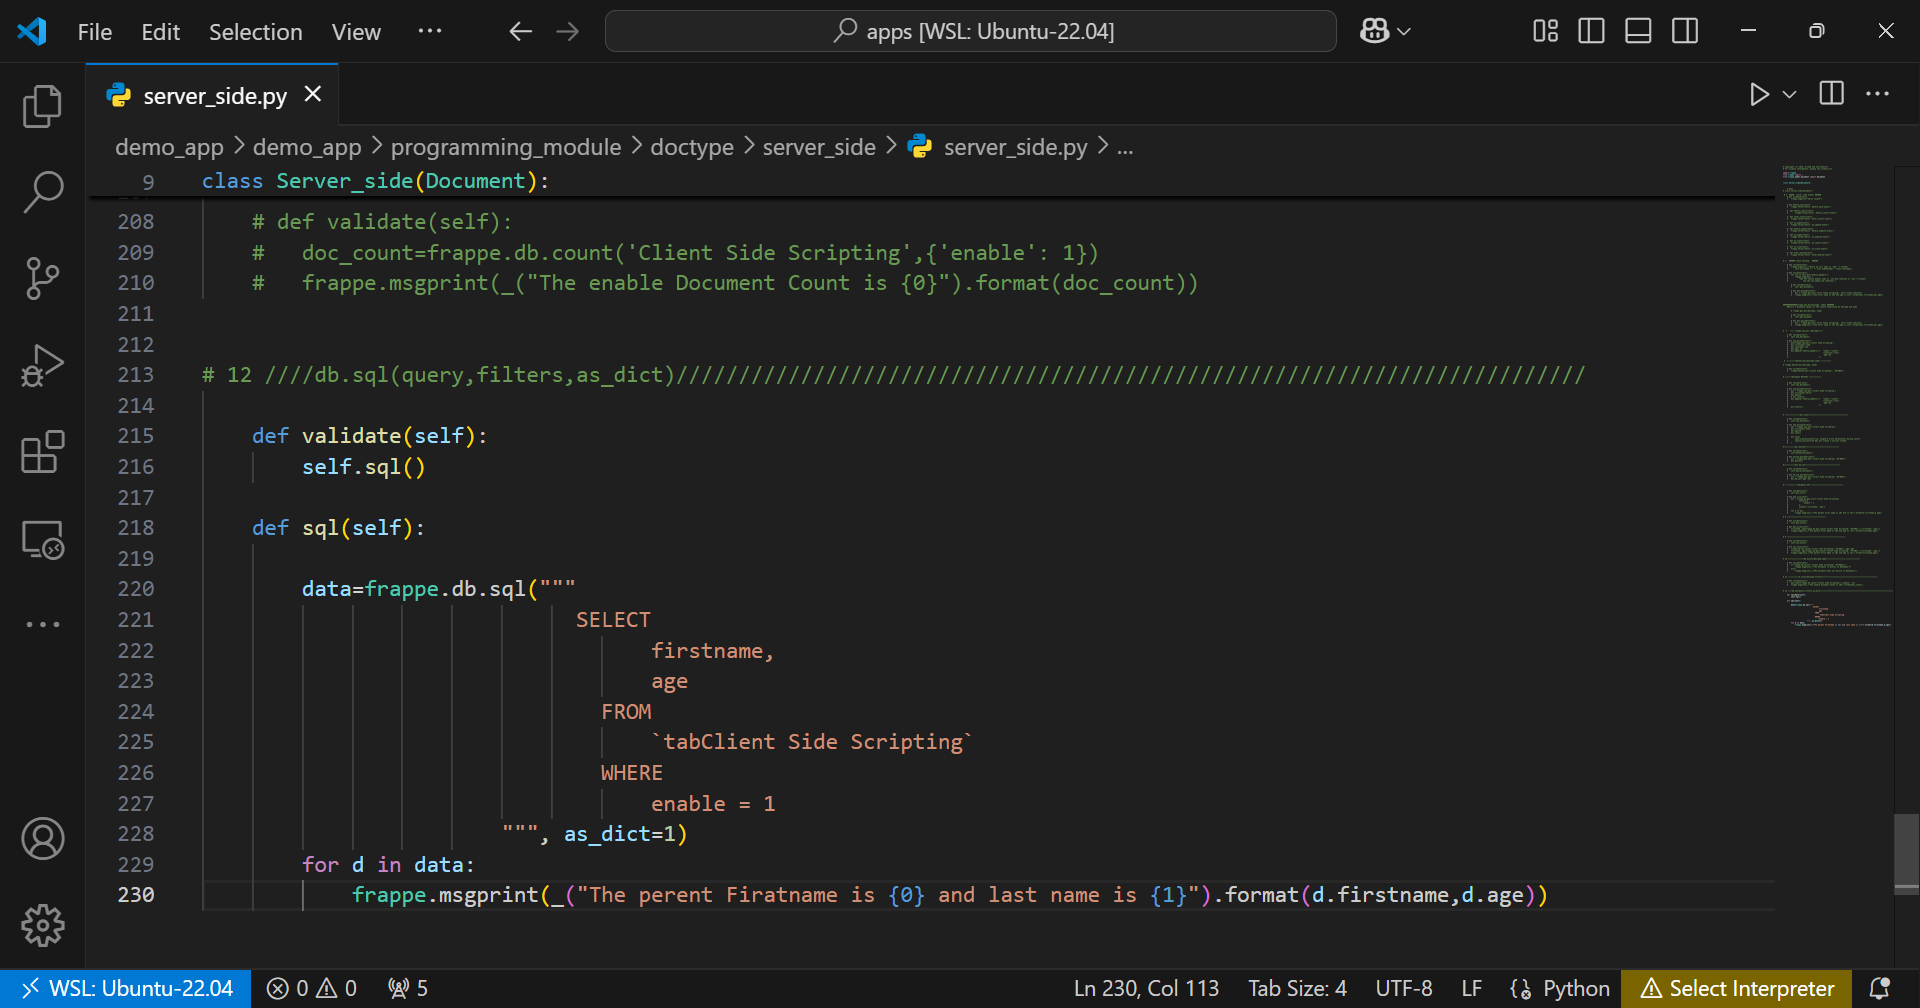 File Edit Selection View ··· apps [WSL: Ubuntu-22.04]
server_side.py
demo_app > demo_app > programming_module > doctype > server_side > server_side.py > ...
9 class Server_side(Document):
208 # def validate(self):
209 #   doc_count=frappe.db.count('Client Side Scripting',{'enable': 1})
210 #   frappe.msgprint(_("The enable Document Count is {0}").format(doc_count))
211
212
213 # 12 ////db.sql(query,filters,as_dict)/////////////////////////////////////////////////////////////////////////
214
215 def validate(self):
216 self.sql()
217
218 def sql(self):
219
220 data=frappe.db.sql("""
221 SELECT
222 firstname,
223 age
224 FROM
225 `tabClient Side Scripting`
226 WHERE
227 enable = 1
228 """, as_dict=1)
229 for d in data:
230 frappe.msgprint(_("The perent Firatname is {0} and last name is {1}").format(d.firstname,d.age))
WSL: Ubuntu-22.04 0 0 5 Ln 230, Col 113 Tab Size: 4 UTF-8 LF Python Select Interpreter